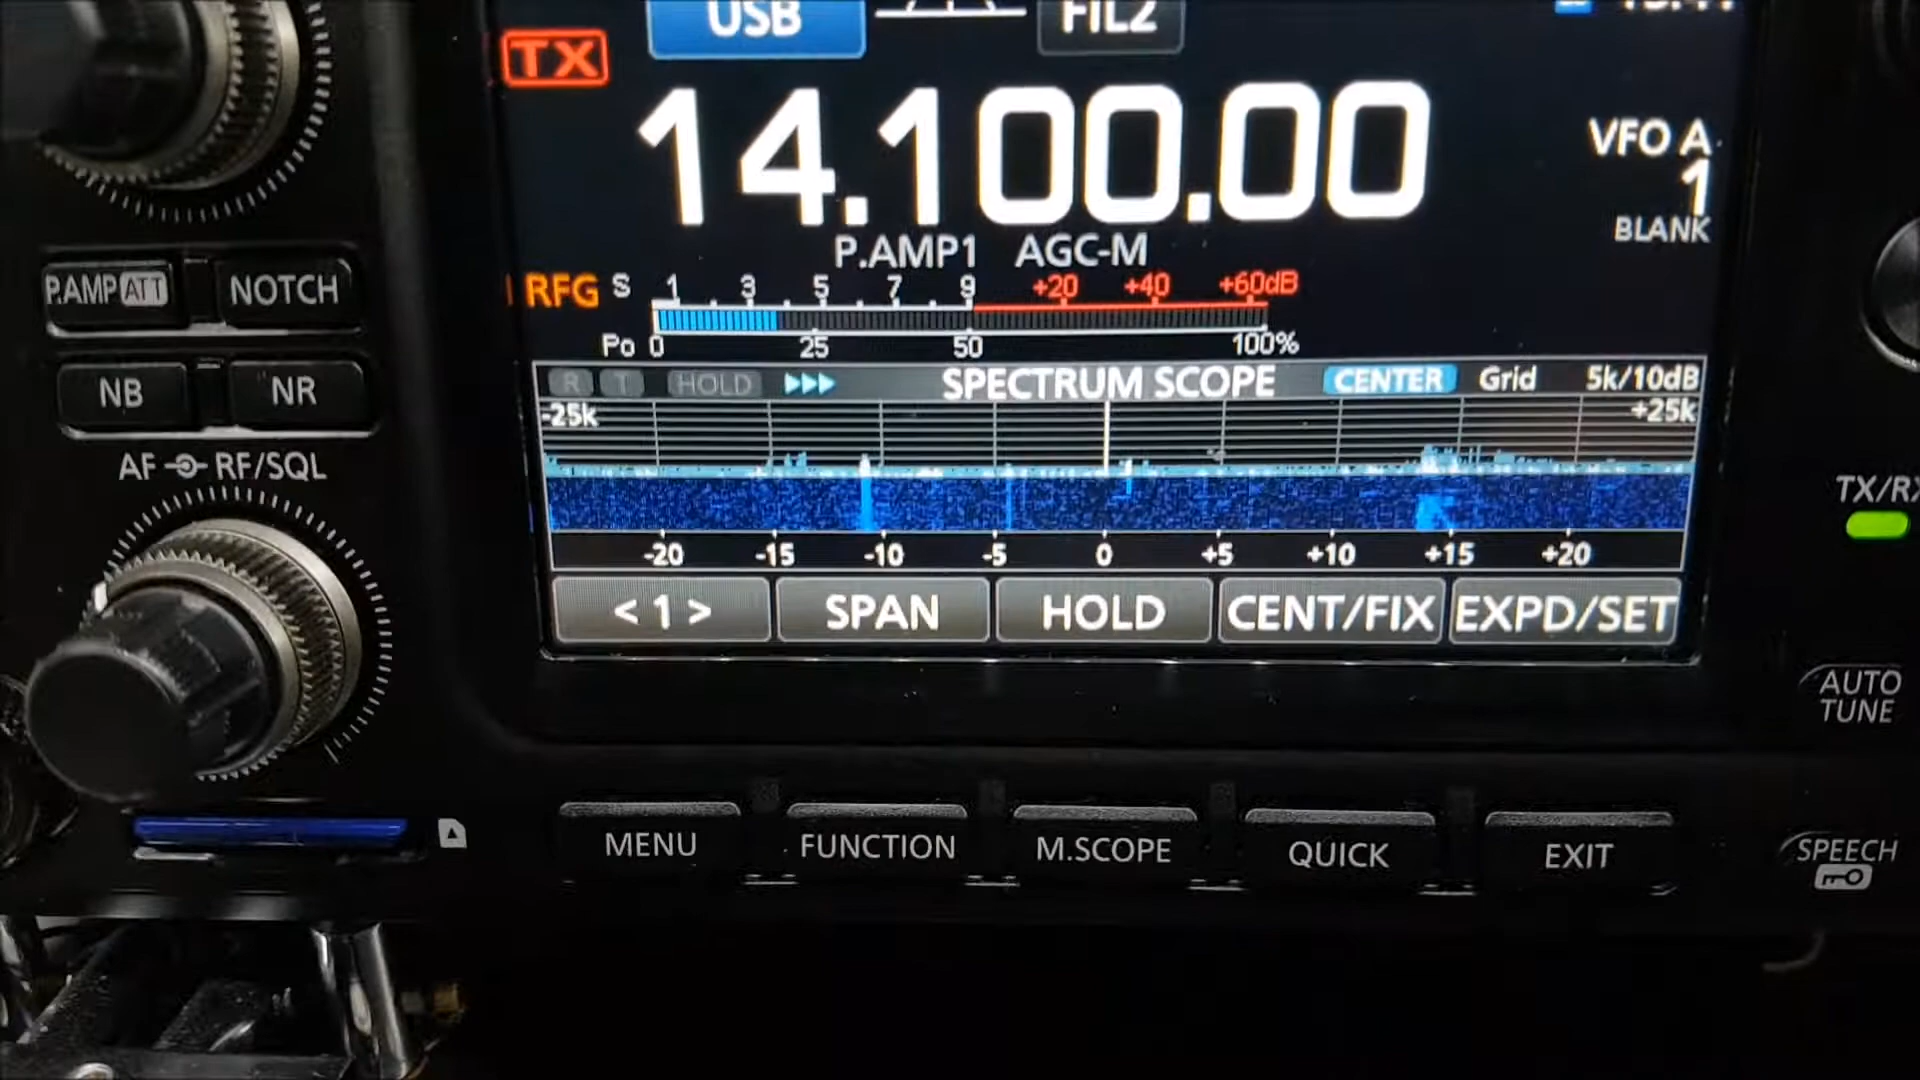 USB
FIL2
TX
14.100.00
VFO A
1
BLANK
P.AMP1 AGC-M
RFG S 1 3 5 7 9 +20 +40 +60dB
Po 0 25 50 100%
R T HOLD SPECTRUM SCOPE CENTER Grid 5k/10dB
-25k +25k
-20 -15 -10 -5 0 +5 +10 +15 +20
<1> SPAN HOLD CENT/FIX EXPD/SET
P.AMP ATT NOTCH
NB NR
AF RF/SQL
TX/RX
AUTO
TUNE
MENU FUNCTION M.SCOPE QUICK EXIT
SPEECH